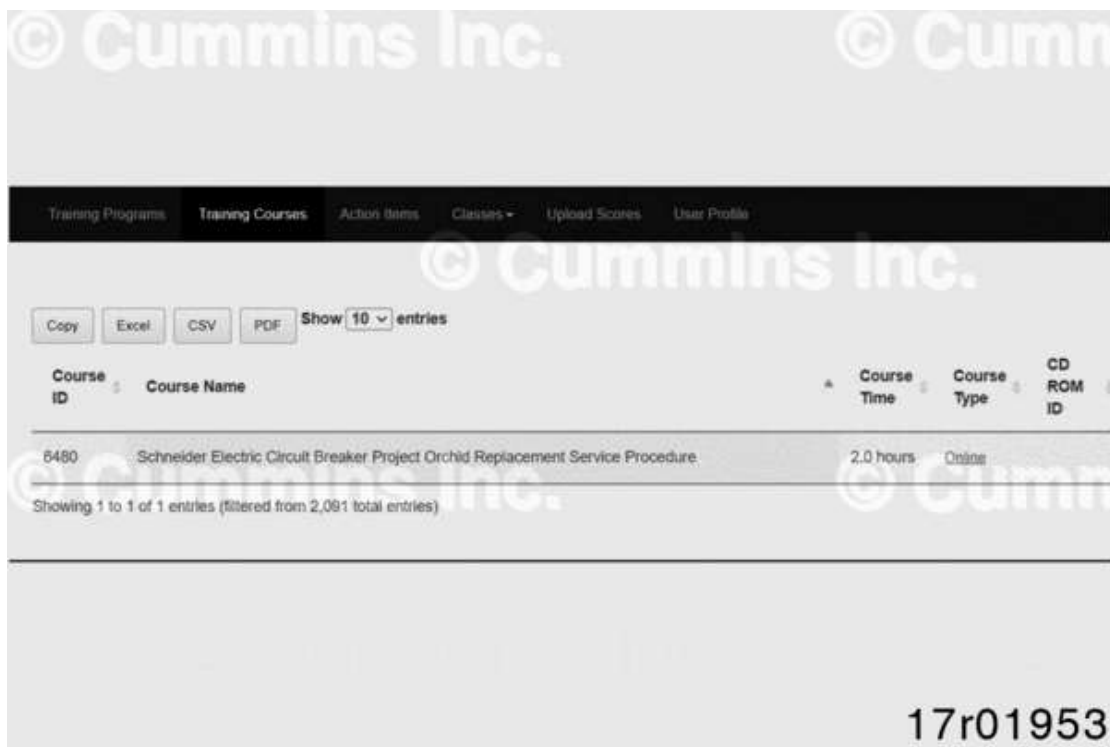 © Cummins Inc. © Cumm
Training Programs Training Courses Action Items Classes Upload Scores User Profile
© Cummins Inc.
Copy Excel CSV PDF Show 10 entries
Course ID Course Name Course Time Course Type CD ROM ID
6480 Schneider Electric Circuit Breaker Project Orchid Replacement Service Procedure 2.0 hours Online
© Cummins Inc. © Cumm
Showing 1 to 1 of 1 entries (filtered from 2,091 total entries)
17r01953